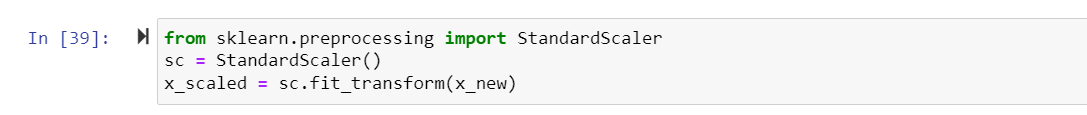 In [39]:
from sklearn.preprocessing import StandardScaler
sc = StandardScaler()
x_scaled = sc.fit_transform(x_new)